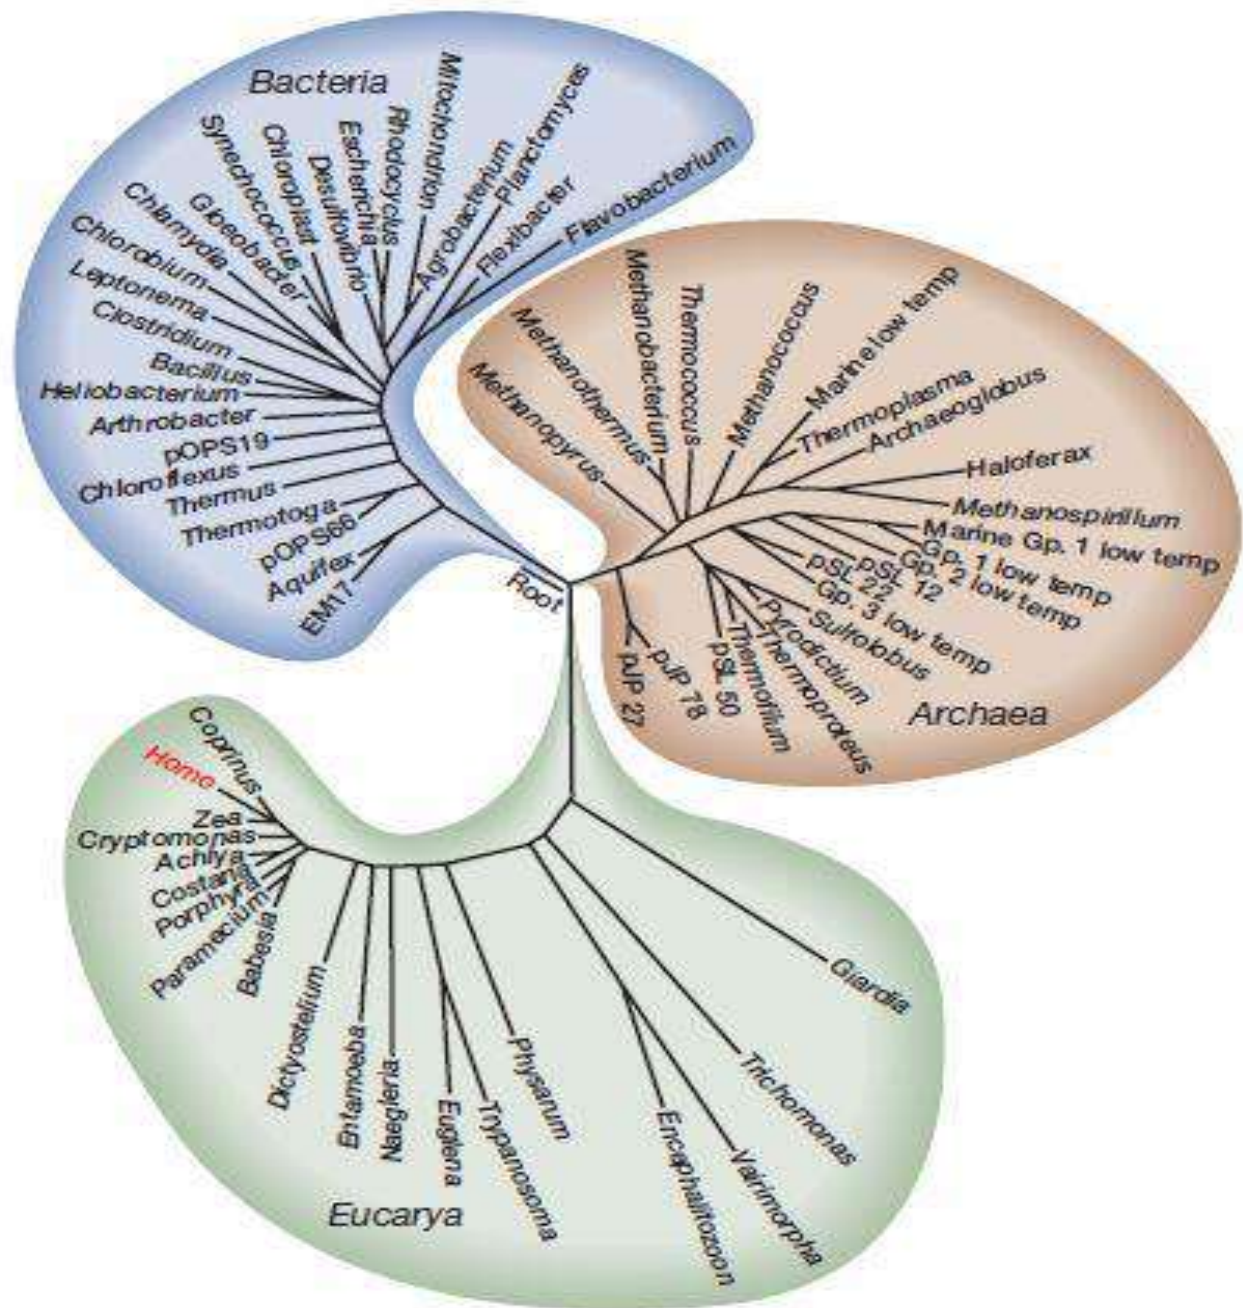 Bacteria
Mitochondrion
Planctomyces
Rhodocyclus
Escherichia
Desulfovibrio
Chloroplast
Synechococcus
Gloeobacter
Chlamydia
Chlorobium
Leptonema
Clostridium
Bacillus
Heliobacterium
Arthrobacter
pOPS19
Chloroflexus
Thermus
Thermotoga
pOPS66
Aquifex
EM17
Agrobacterium
Flexibacter
Flavobacterium
Root
Methanopyrus
Methanothermus
Methanobacterium
Thermococcus
Methanococcus
Marine low temp
Thermoplasma
Archaeoglobus
Haloferax
Methanospirillum
Marine Gp. 1 low temp
Gp. 1 low temp
Gp. 2 low temp
pSL 12
pSL 22
Gp. 3 low temp
Sulfolobus
Pyrodictium
Thermoproteus
Thermofilum
pSL 50
pJP 78
pJP 27
Archaea
Coprinus
Homo
Zea
Cryptomonas
Achlya
Costaria
Porphyra
Paramecium
Babesia
Dictyostelium
Entamoeba
Naegleria
Euglena
Trypanosoma
Physarum
Encephalitozoon
Vairimorpha
Trichomonas
Giardia
Eucarya